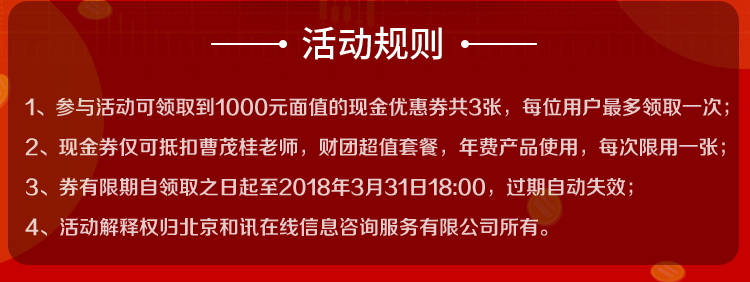 活动规则
1、参与活动可领取到1000元面值的现金优惠券共3张，每位用户最多领取一次；
2、现金券仅可抵扣曹茂桂老师，财团超值套餐，年费产品使用，每次限用一张；
3、券有限期自领取之日起至2018年3月31日18:00，过期自动失效；
4、活动解释权归北京和讯在线信息咨询服务有限公司所有。